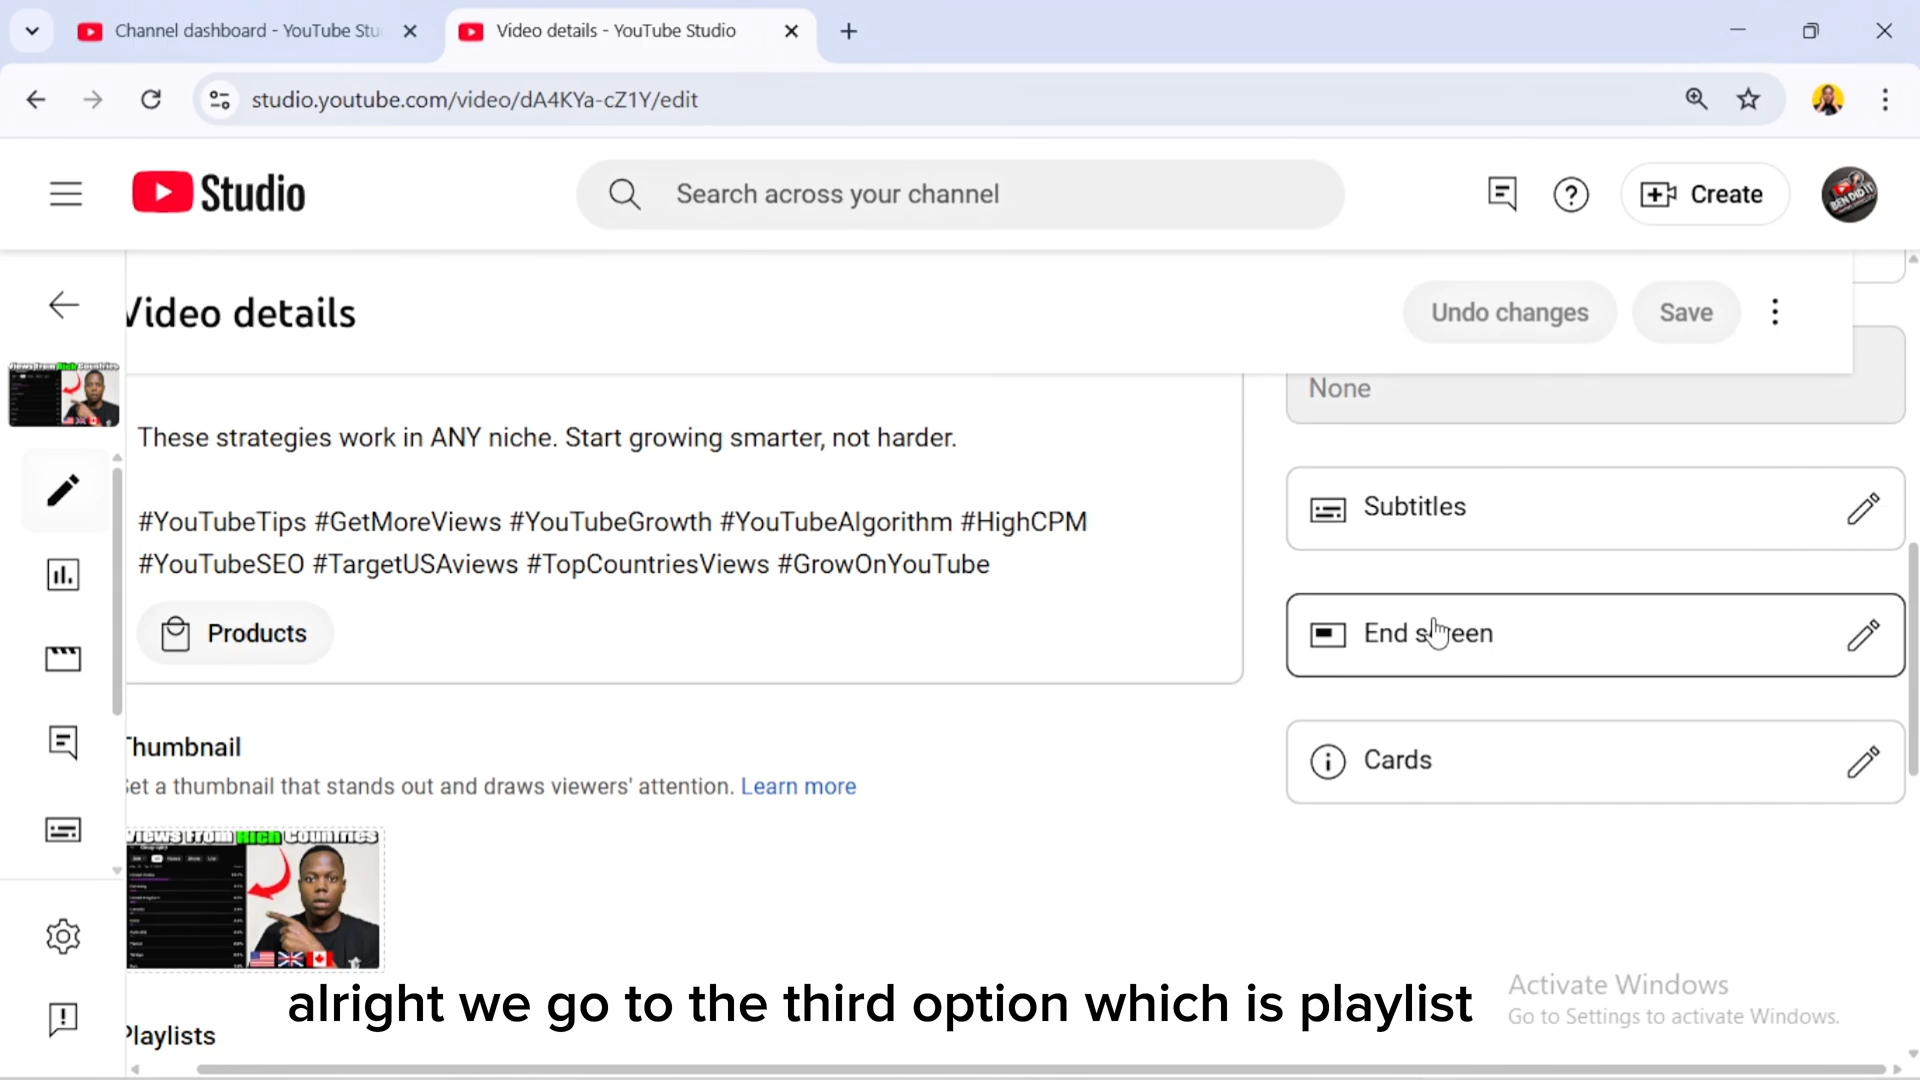 Channel dashboard - YouTube Stu
Video details - YouTube Studio
studio.youtube.com/video/dA4KYa-cZ1Y/edit
Studio
Search across your channel
Create
Video details
Undo changes
Save
None
These strategies work in ANY niche. Start growing smarter, not harder.
#YouTubeTips #GetMoreViews #YouTubeGrowth #YouTubeAlgorithm #HighCPM
#YouTubeSEO #TargetUSAviews #TopCountriesViews #GrowOnYouTube
Products
Subtitles
End screen
Cards
Thumbnail
Set a thumbnail that stands out and draws viewers' attention. Learn more
Views From Rich Countries
alright we go to the third option which is playlist
Activate Windows
Go to Settings to activate Windows.
Playlists